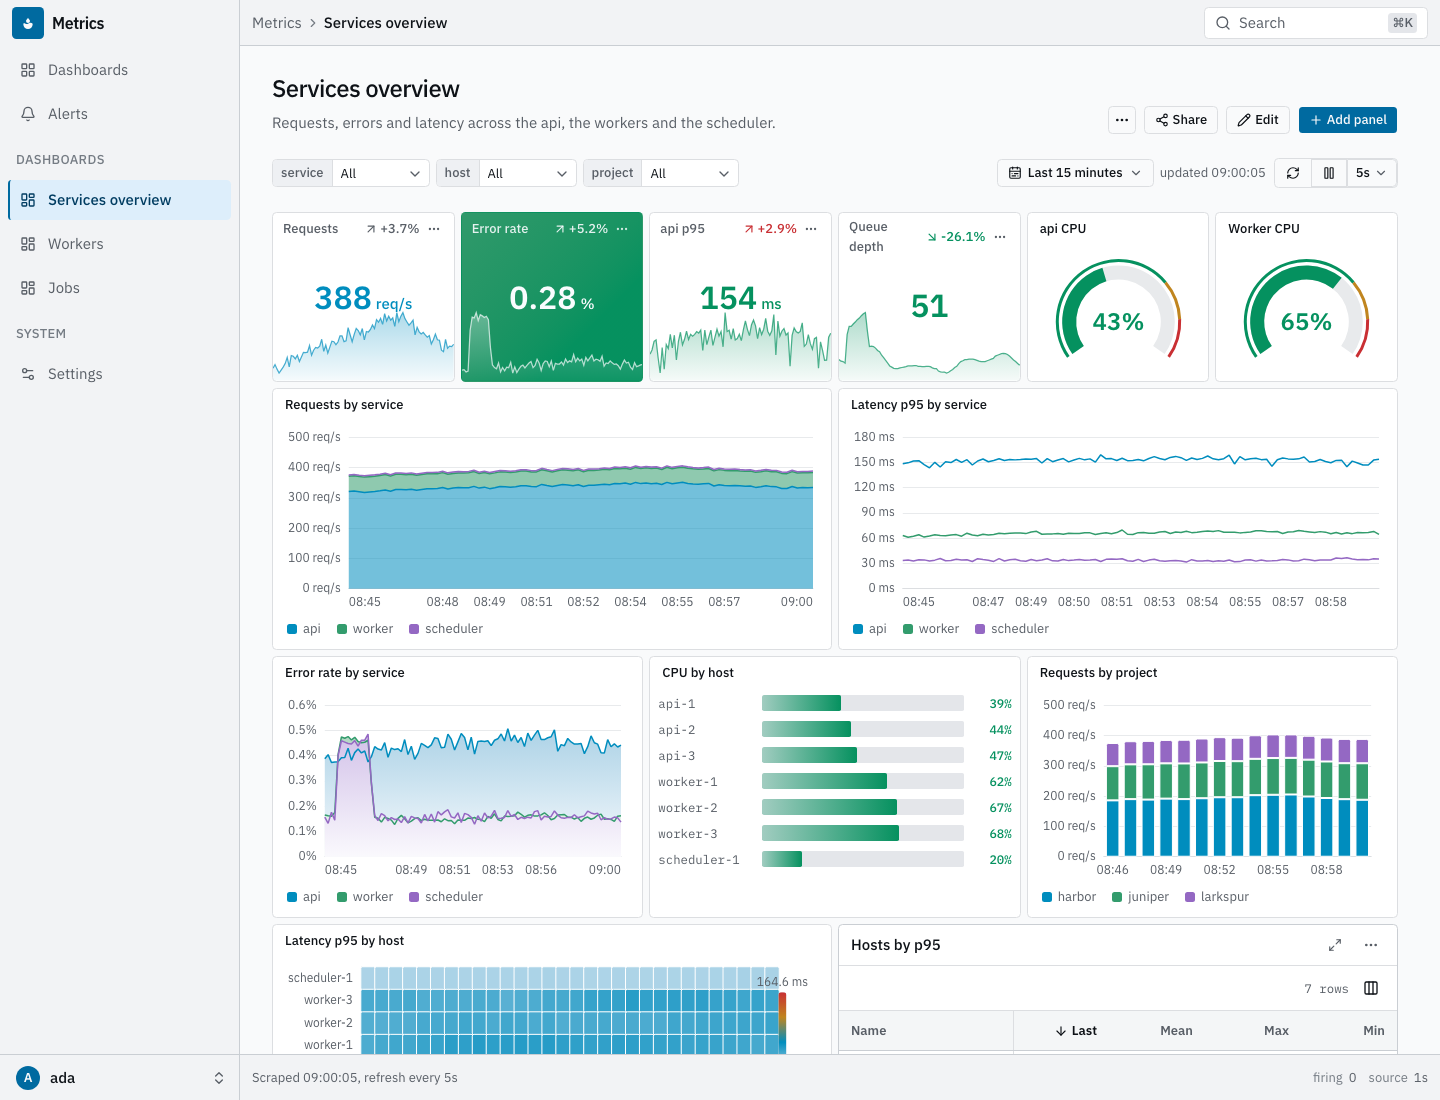 Metrics
Metrics > Services overview
Search
⌘K
Dashboards
Alerts
DASHBOARDS
Services overview
Workers
Jobs
SYSTEM
Settings
Services overview
Requests, errors and latency across the api, the workers and the scheduler.
Share
Edit
Add panel
service All
host All
project All
Last 15 minutes
updated 09:00:05
5s
Requests
+3.7%
388 req/s
Error rate
+5.2%
0.28 %
api p95
+2.9%
154 ms
Queue depth
-26.1%
51
api CPU
43%
Worker CPU
65%
Requests by service
500 req/s
400 req/s
300 req/s
200 req/s
100 req/s
0 req/s
08:45 08:48 08:49 08:51 08:52 08:54 08:55 08:57 09:00
api worker scheduler
Latency p95 by service
180 ms
150 ms
120 ms
90 ms
60 ms
30 ms
0 ms
08:45 08:47 08:49 08:50 08:51 08:53 08:54 08:55 08:57 08:58
api worker scheduler
Error rate by service
0.6%
0.5%
0.4%
0.3%
0.2%
0.1%
0%
08:45 08:49 08:51 08:53 08:56 09:00
api worker scheduler
CPU by host
api-1 39%
api-2 44%
api-3 47%
worker-1 62%
worker-2 67%
worker-3 68%
scheduler-1 20%
Requests by project
500 req/s
400 req/s
300 req/s
200 req/s
100 req/s
0 req/s
08:46 08:49 08:52 08:55 08:58
harbor juniper larkspur
Latency p95 by host
scheduler-1
worker-3
worker-2
worker-1
164.6 ms
Hosts by p95
7 rows
Name Last Mean Max Min
A ada
Scraped 09:00:05, refresh every 5s
firing 0 source 1s